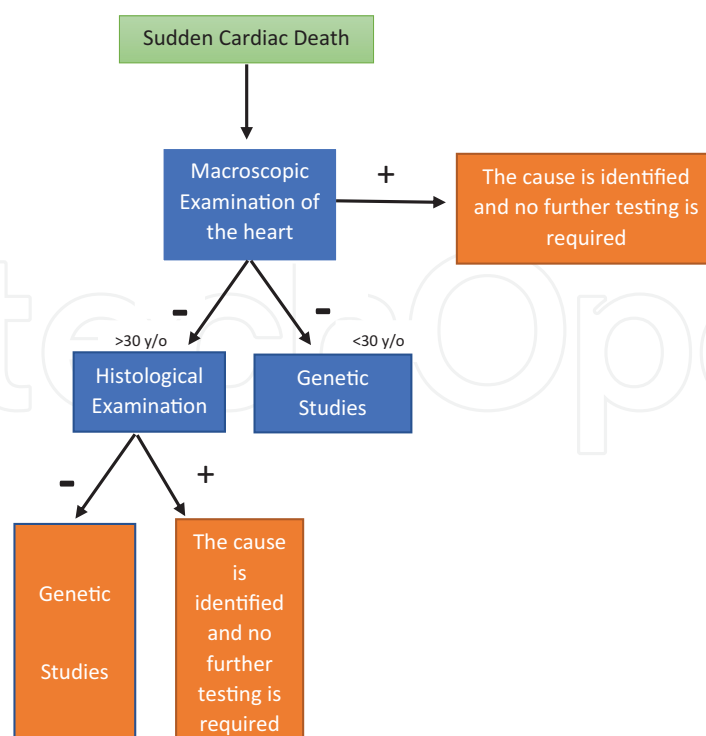 Sudden Cardiac Death
Macroscopic
Examination of
the heart
+
The cause is identified
and no further testing is
required
-
-
>30 y/o
<30 y/o
Histological
Examination
Genetic
Studies
-
+
Genetic
Studies
The cause
is
identified
and no
further
testing is
required